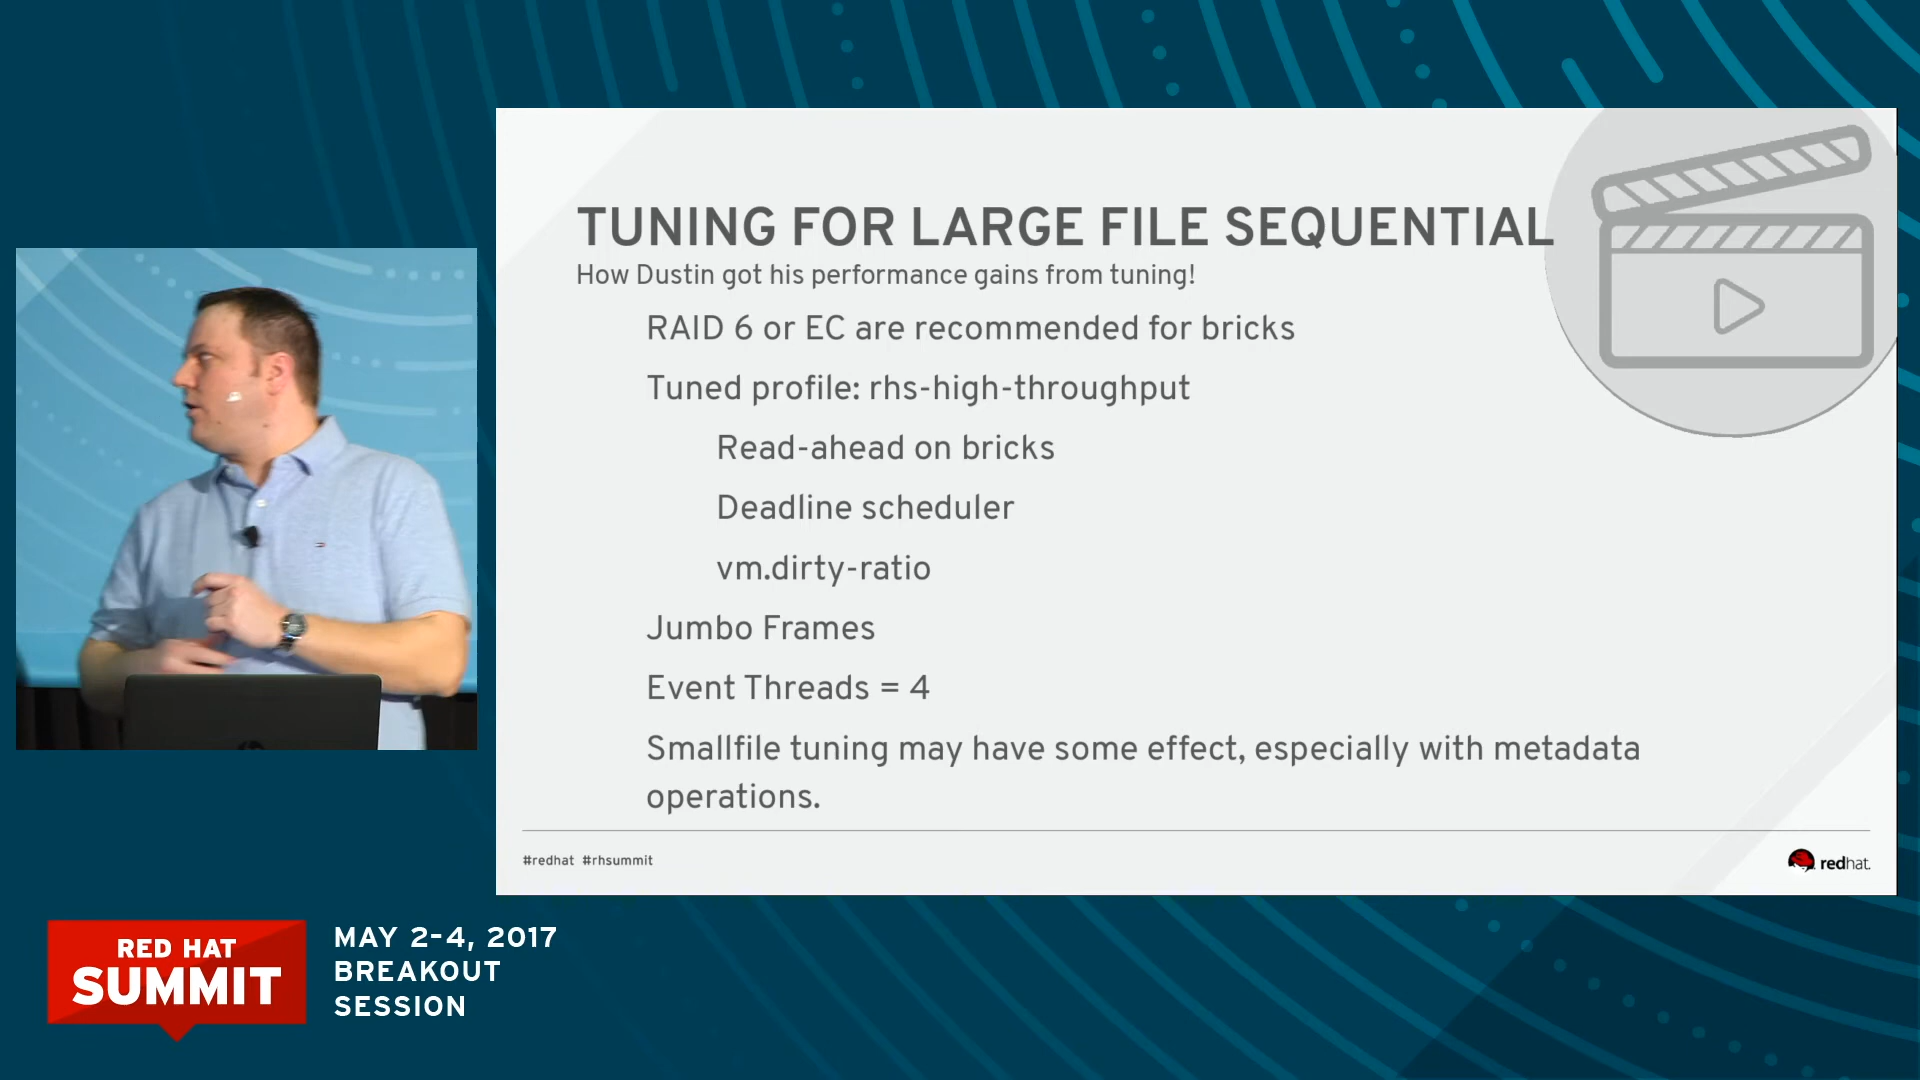 TUNING FOR LARGE FILE SEQUENTIAL
How Dustin got his performance gains from tuning!
RAID 6 or EC are recommended for bricks
Tuned profile: rhs-high-throughput
Read-ahead on bricks
Deadline scheduler
vm.dirty-ratio
Jumbo Frames
Event Threads = 4
Smallfile tuning may have some effect, especially with metadata
operations.
#redhat #rhsummit
redhat.
RED HAT
SUMMIT
MAY 2-4, 2017
BREAKOUT
SESSION